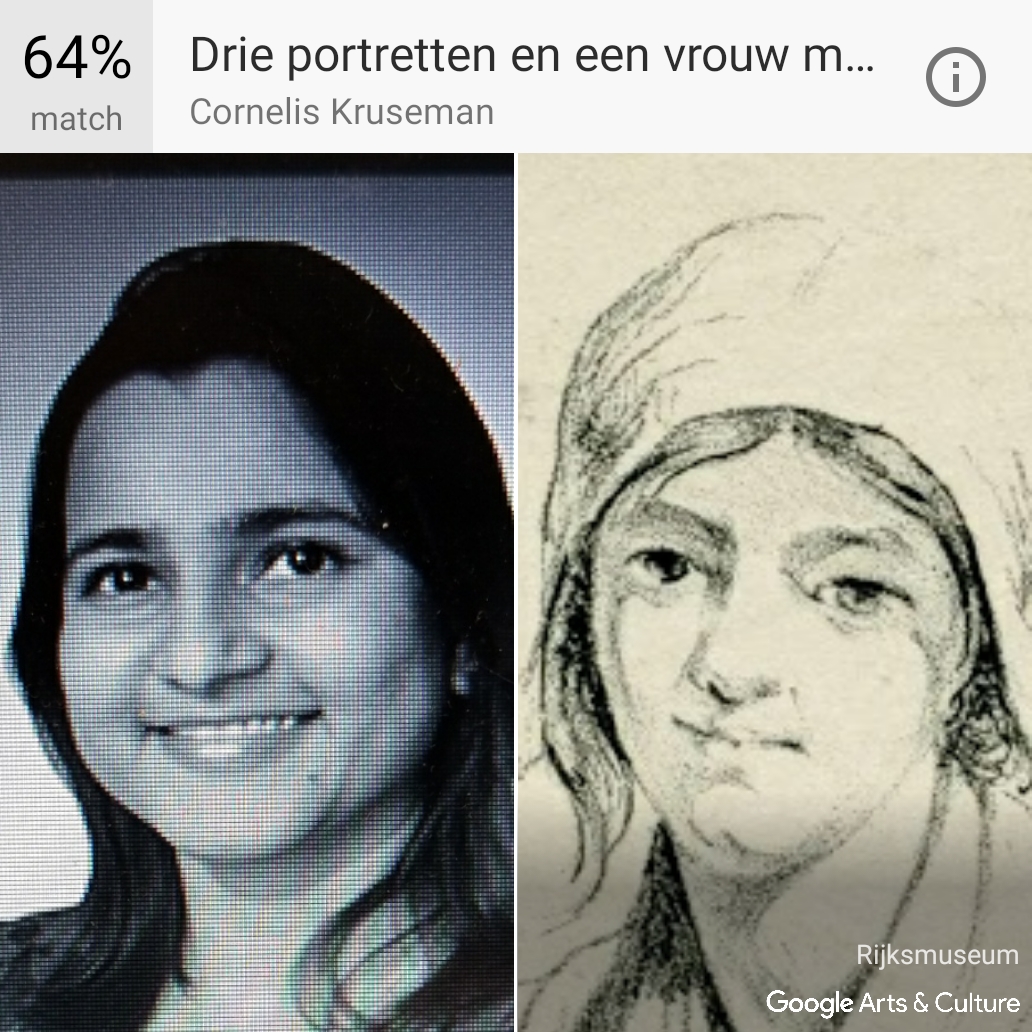 64%
match
Drie portretten en een vrouw m...
Cornelis Kruseman
Rijksmuseum
Google Arts & Culture